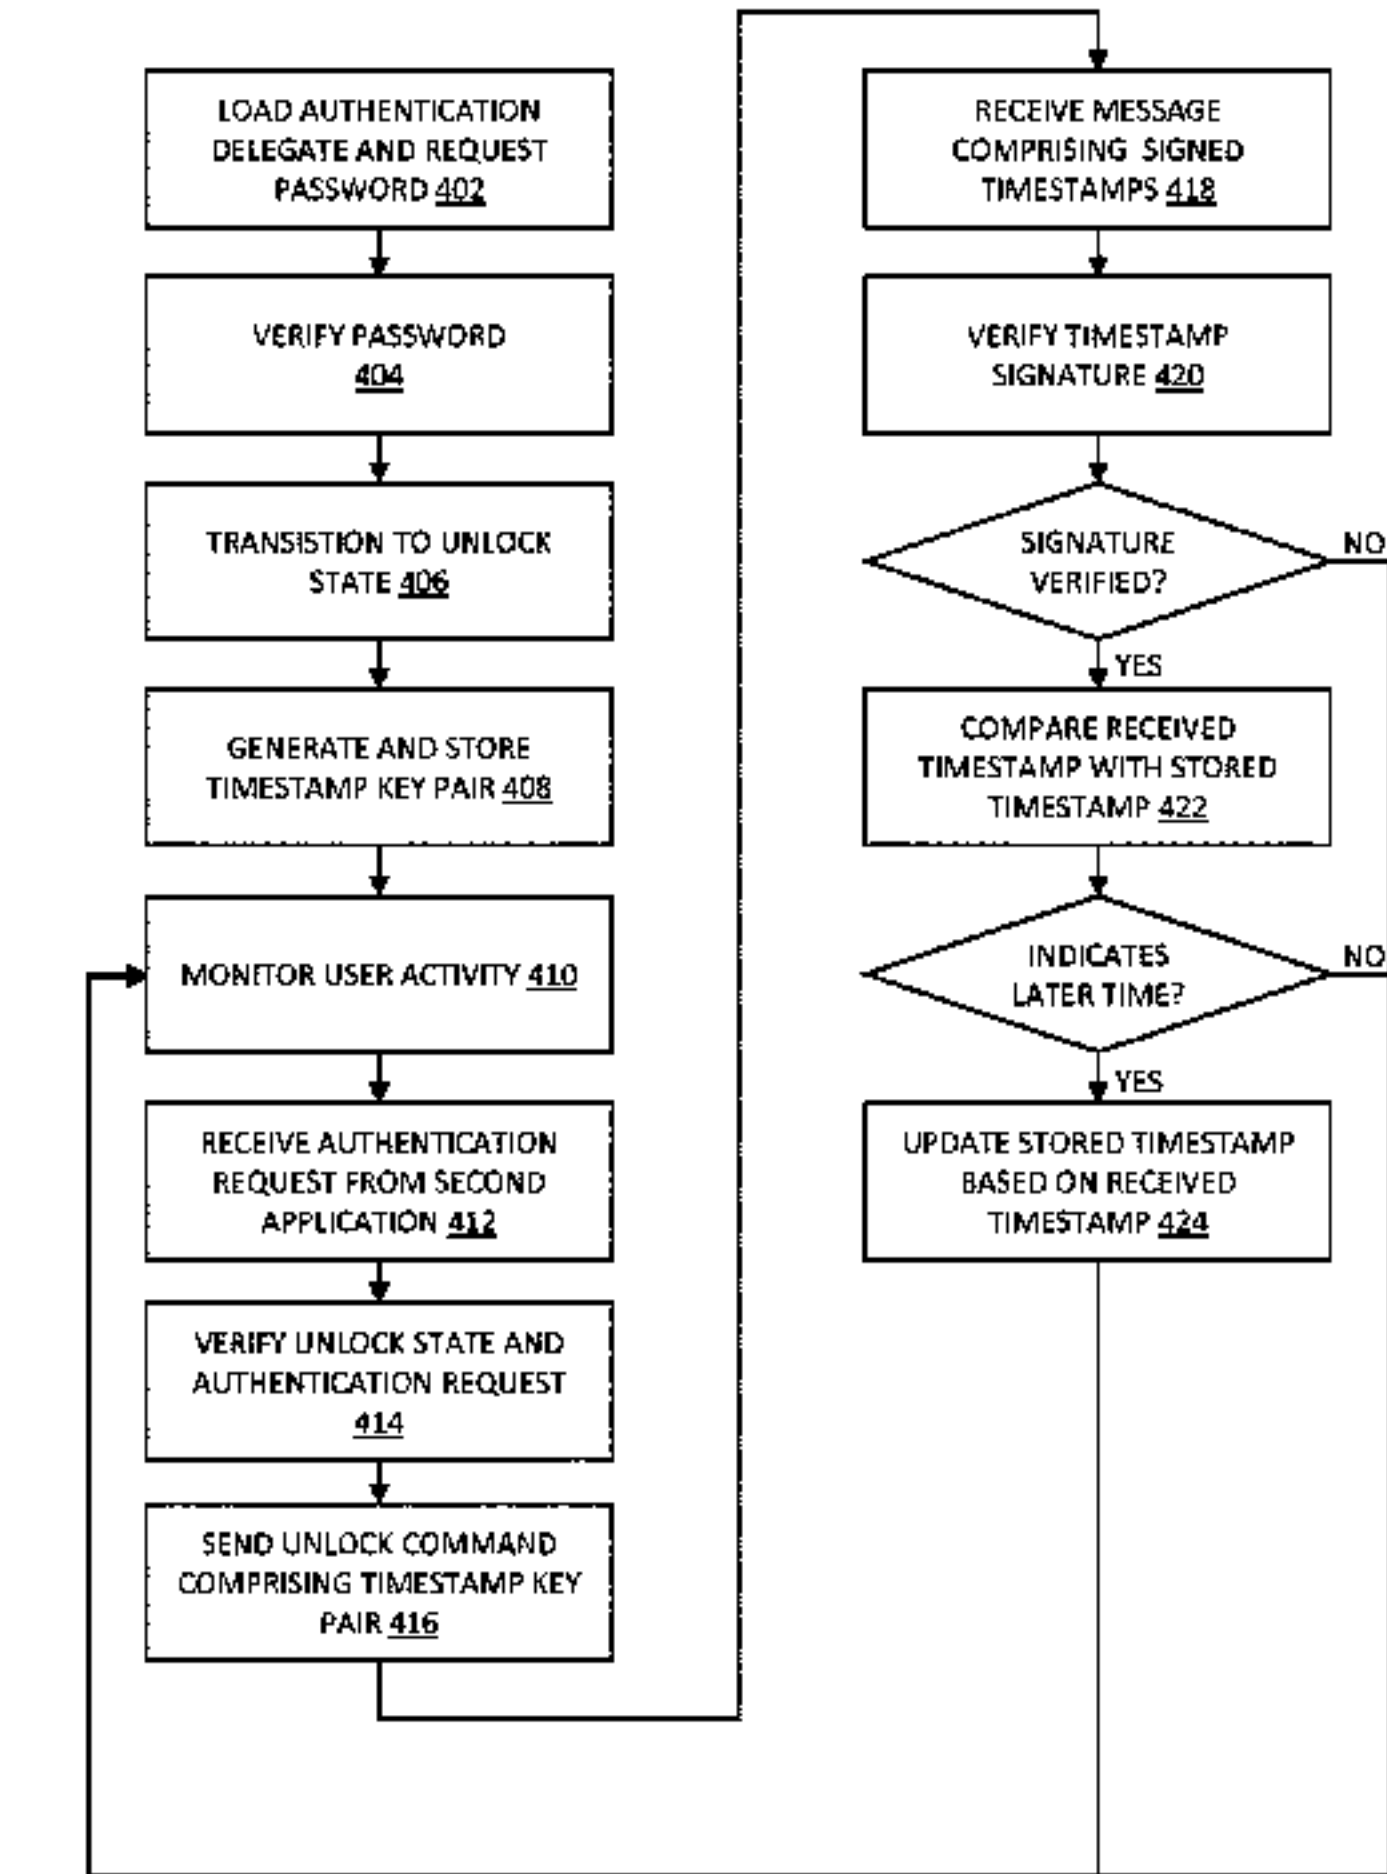 LOAD AUTHENTICATION
DELEGATE AND REQUEST
PASSWORD 402
VERIFY PASSWORD
404
TRANSISTION TO UNLOCK
STATE 406
GENERATE AND STORE
TIMESTAMP KEY PAIR 408
MONITOR USER ACTIVITY 410
RECEIVE AUTHENTICATION
REQUEST FROM SECOND
APPLICATION 412
VERIFY UNLOCK STATE AND
AUTHENTICATION REQUEST
414
SEND UNLOCK COMMAND
COMPRISING TIMESTAMP KEY
PAIR 416
RECEIVE MESSAGE
COMPRISING SIGNED
TIMESTAMPS 418
VERIFY TIMESTAMP
SIGNATURE 420
SIGNATURE
VERIFIED?
NO
YES
COMPARE RECEIVED
TIMESTAMP WITH STORED
TIMESTAMP 422
INDICATES
LATER TIME?
NO
YES
UPDATE STORED TIMESTAMP
BASED ON RECEIVED
TIMESTAMP 424